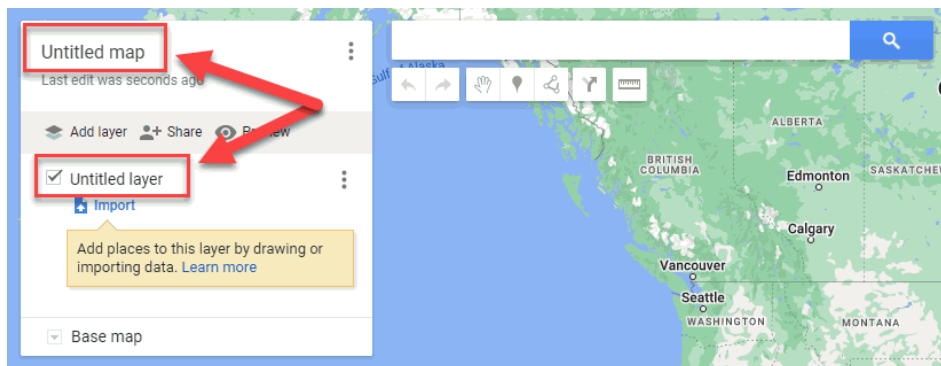 Untitled map
Last edit was seconds ago
Add layer Share Preview
Untitled layer
Import
Add places to this layer by drawing or
importing data. Learn more
Base map
Gulf of Alaska
ALBERTA
BRITISH
COLUMBIA
Edmonton
Calgary
Vancouver
Seattle
WASHINGTON
MONTANA